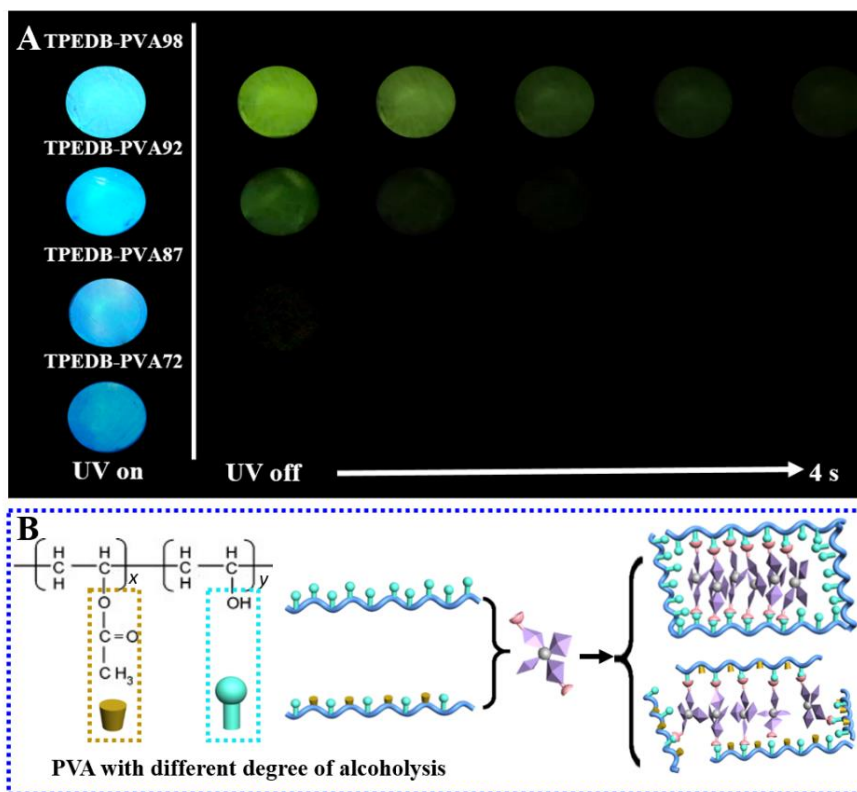 A
TPEDB-PVA98
TPEDB-PVA92
TPEDB-PVA87
TPEDB-PVA72
UV on
UV off
4 s
B
H H H H
C C x C C y
H H
O OH
C=O
CH3
PVA with different degree of alcoholysis